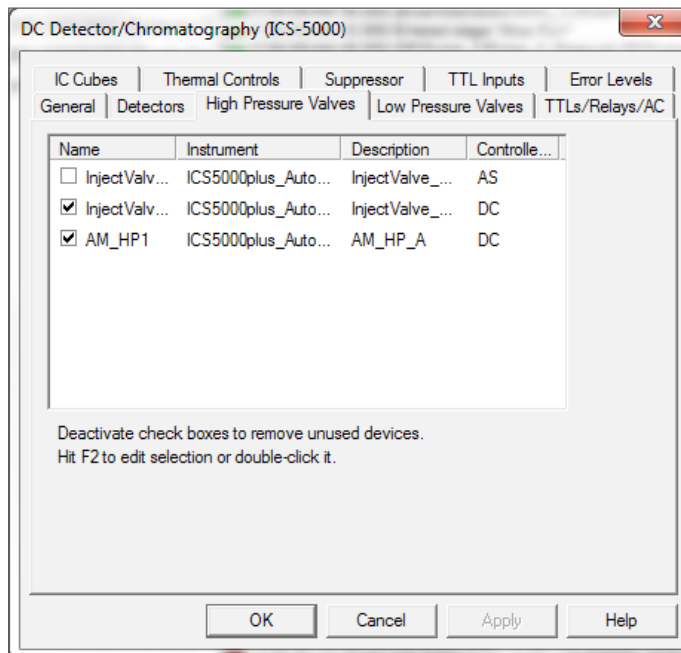 DC Detector/Chromatography (ICS-5000)
IC Cubes Thermal Controls Suppressor TTL Inputs Error Levels
General Detectors High Pressure Valves Low Pressure Valves TTLs/Relays/AC
Name Instrument Description Controlle...
InjectValv... ICS5000plus_Auto... InjectValve_... AS
InjectValv... ICS5000plus_Auto... InjectValve_... DC
AM_HP1 ICS5000plus_Auto... AM_HP_A DC
Deactivate check boxes to remove unused devices.
Hit F2 to edit selection or double-click it.
OK Cancel Apply Help